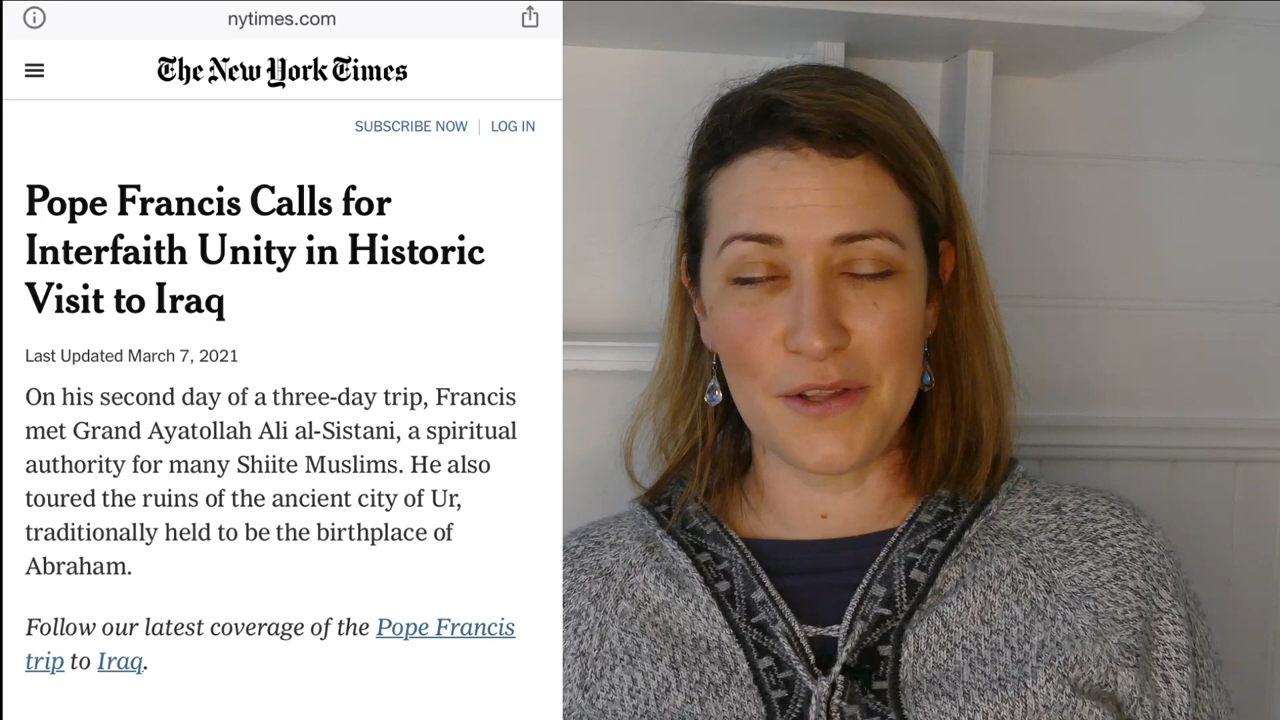 nytimes.com
The New York Times
SUBSCRIBE NOW | LOG IN
Pope Francis Calls for
Interfaith Unity in Historic
Visit to Iraq
Last Updated March 7, 2021
On his second day of a three-day trip, Francis
met Grand Ayatollah Ali al-Sistani, a spiritual
authority for many Shiite Muslims. He also
toured the ruins of the ancient city of Ur,
traditionally held to be the birthplace of
Abraham.
Follow our latest coverage of the Pope Francis
trip to Iraq.